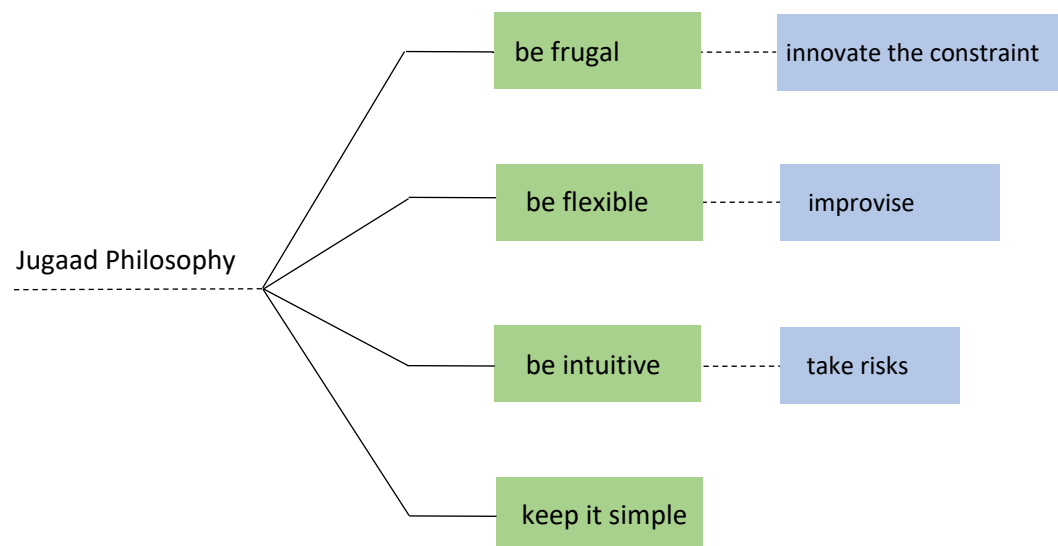 Jugaad Philosophy
be frugal
innovate the constraint
be flexible
improvise
be intuitive
take risks
keep it simple